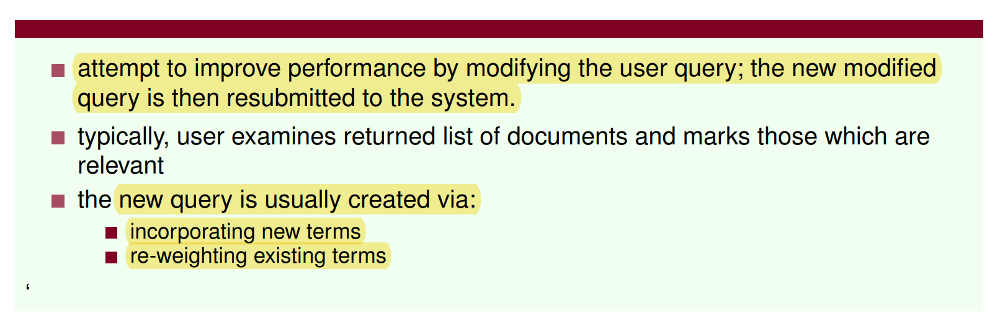 attempt to improve performance by modifying the user query; the new modified
query is then resubmitted to the system.
typically, user examines returned list of documents and marks those which are
relevant
the new query is usually created via:
incorporating new terms
re-weighting existing terms
‘